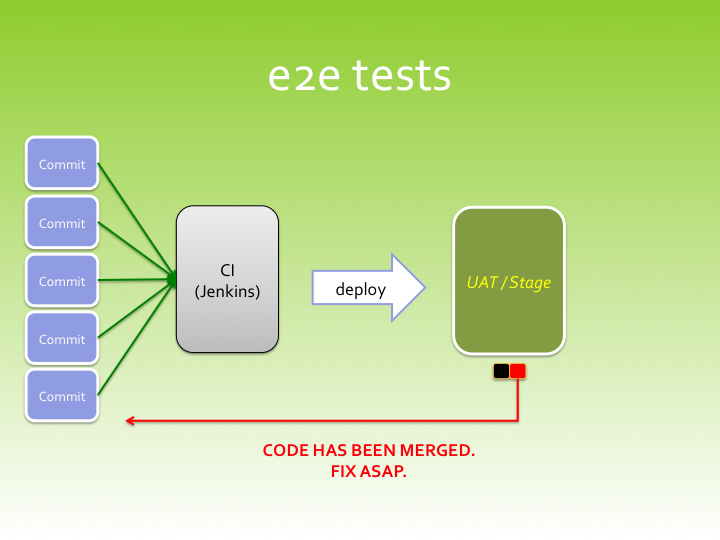 e2e tests
Commit
Commit
Commit
Commit
Commit
CI
(Jenkins)
deploy
UAT / Stage
CODE HAS BEEN MERGED.
FIX ASAP.